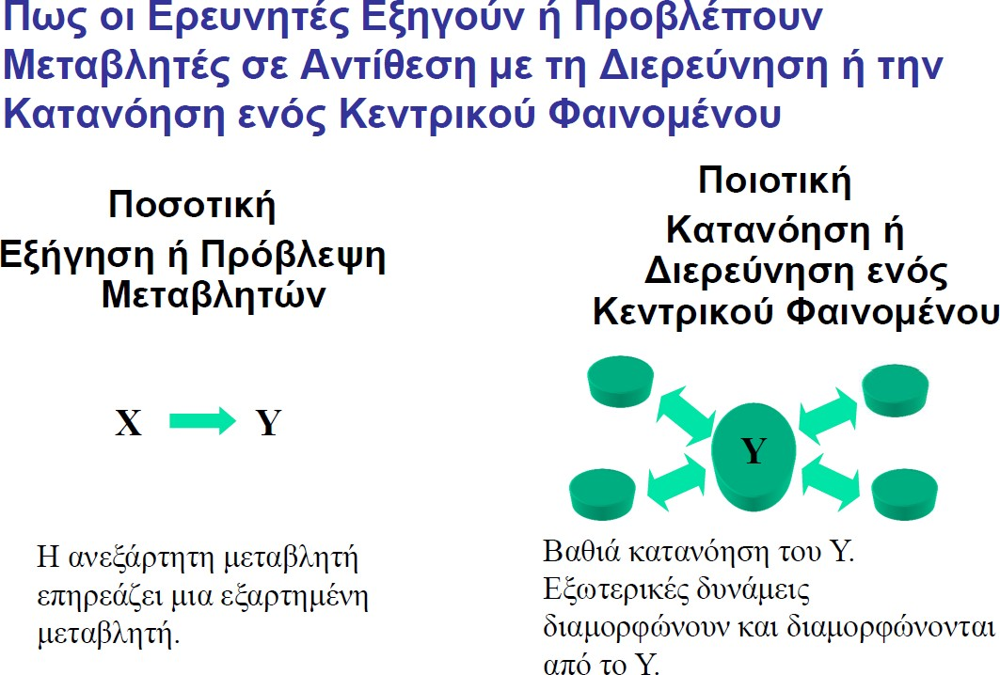 Πως οι Ερευνητές Εξηγούν ή Προβλέπουν
Μεταβλητές σε Αντίθεση με τη Διερεύνηση ή την
Κατανόηση ενός Κεντρικού Φαινομένου
Ποσοτική
Εξήγηση ή Πρόβλεψη
Μεταβλητών
X Y
Η ανεξάρτητη μεταβλητή
επηρεάζει μια εξαρτημένη
μεταβλητή.
Ποιοτική
Κατανόηση ή
Διερεύνηση ενός
Κεντρικού Φαινομένου
Y
Βαθιά κατανόηση του Υ.
Εξωτερικές δυνάμεις
διαμορφώνουν και διαμορφώνονται
από το Υ.